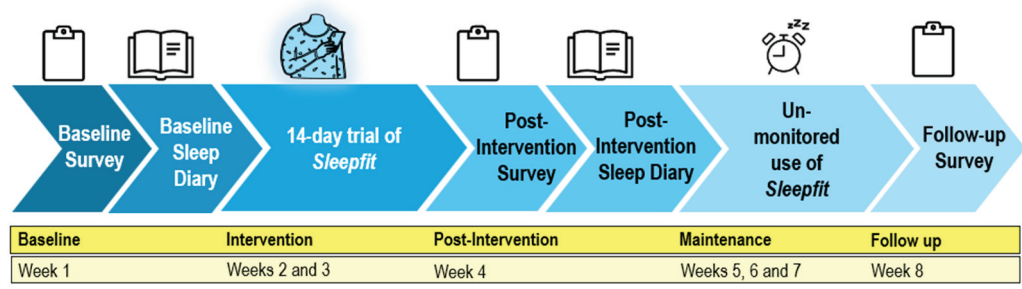 zZZ
Baseline
Survey
Baseline
Sleep
Diary
14-day trial of
Sleepfit
Post-
Intervention
Survey
Post-
Intervention
Sleep Diary
Un-
monitored
use of
Sleepfit
Follow-up
Survey
Baseline Intervention Post-Intervention Maintenance Follow up
Week 1 Weeks 2 and 3 Week 4 Weeks 5, 6 and 7 Week 8